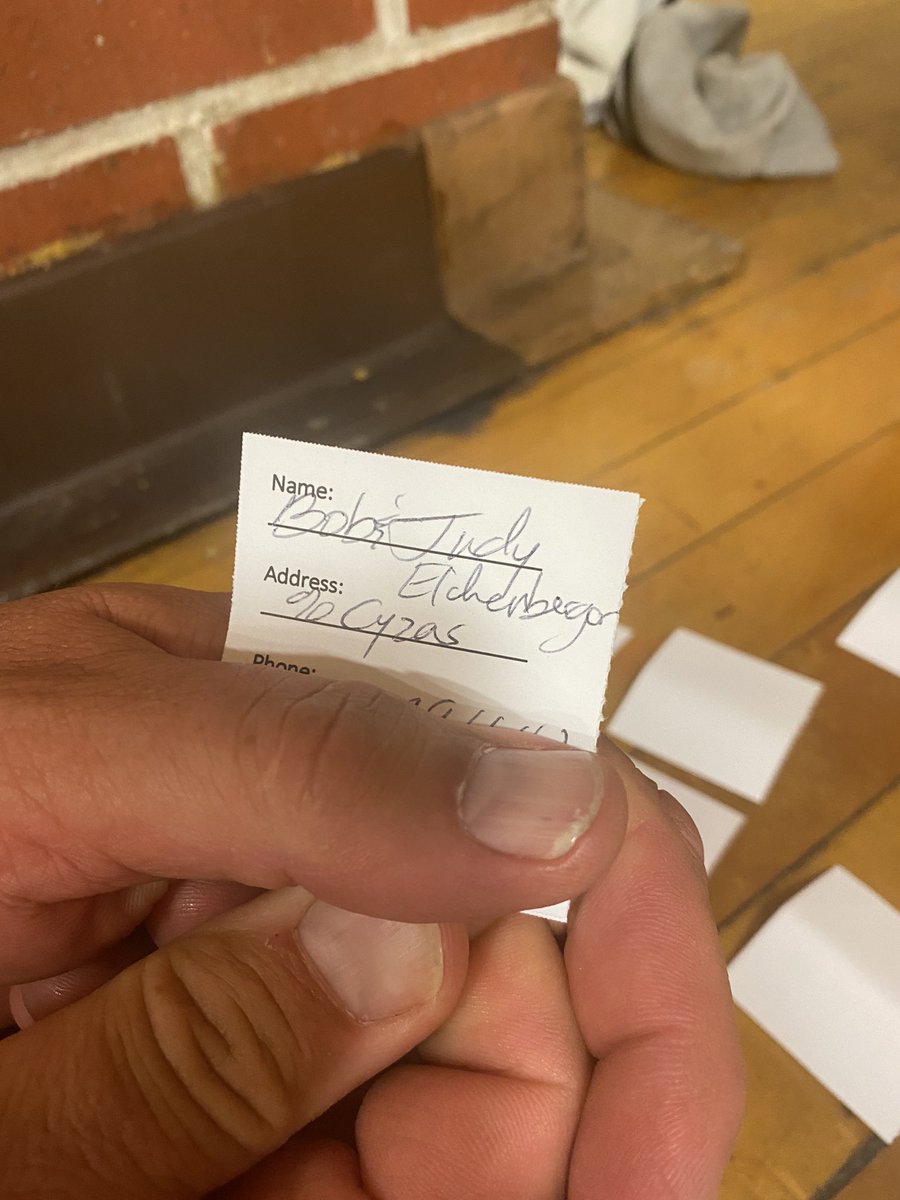 Name:
Bob & Judy
Address:
Eichenberger
c/o Cyzas
Phone: